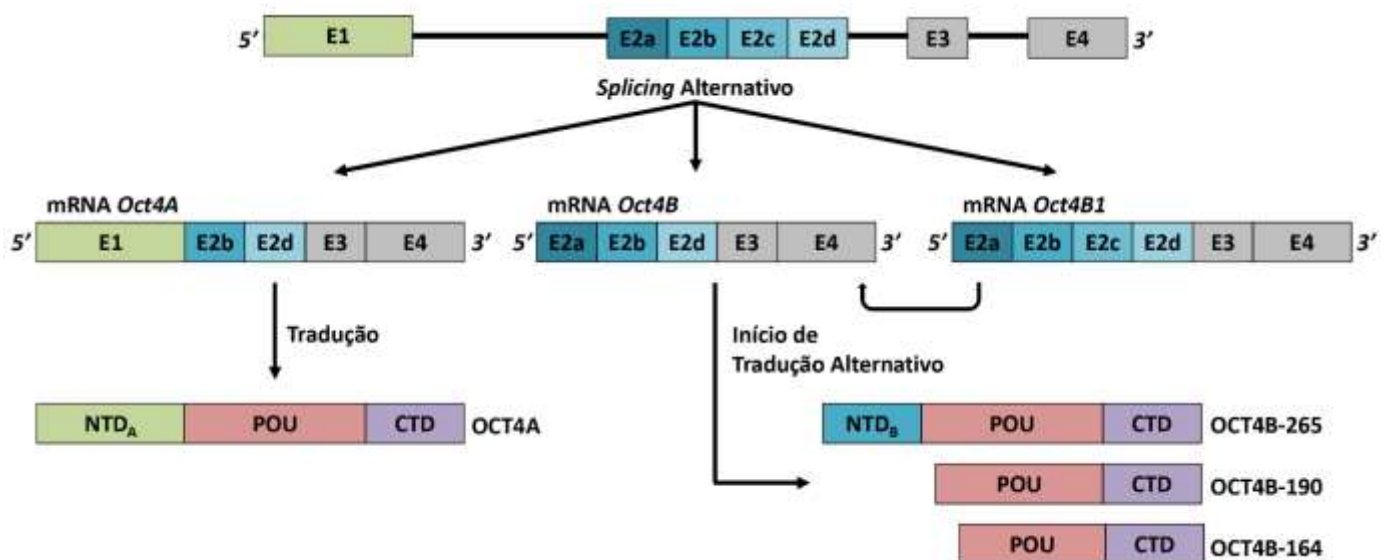 5’ E1 E2a E2b E2c E2d E3 E4 3’
Splicing Alternativo
mRNA Oct4A mRNA Oct4B mRNA Oct4B1
5’ E1 E2b E2d E3 E4 3’ 5’ E2a E2b E2d E3 E4 3’ 5’ E2a E2b E2c E2d E3 E4 3’
Tradução
Início de
Tradução Alternativo
NTDA POU CTD OCT4A
NTDB POU CTD OCT4B-265
POU CTD OCT4B-190
POU CTD OCT4B-164